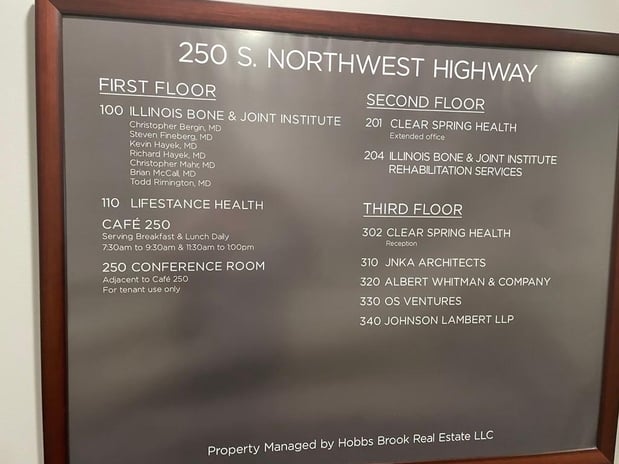 250 S. NORTHWEST HIGHWAY
FIRST FLOOR
100 ILLINOIS BONE & JOINT INSTITUTE
Christopher Bergin, MD
Steven Fineberg, MD
Kevin Hayek, MD
Richard Hayek, MD
Christopher Mahr, MD
Brian McCall, MD
Todd Rimington, MD
110 LIFESTANCE HEALTH
CAFÉ 250
Serving Breakfast & Lunch Daily
7:30am to 9:30am & 11:30am to 1:00pm
250 CONFERENCE ROOM
Adjacent to Café 250
For tenant use only
SECOND FLOOR
201 CLEAR SPRING HEALTH
Extended office
204 ILLINOIS BONE & JOINT INSTITUTE
REHABILITATION SERVICES
THIRD FLOOR
302 CLEAR SPRING HEALTH
Reception
310 JNKA ARCHITECTS
320 ALBERT WHITMAN & COMPANY
330 OS VENTURES
340 JOHNSON LAMBERT LLP
Property Managed by Hobbs Brook Real Estate LLC